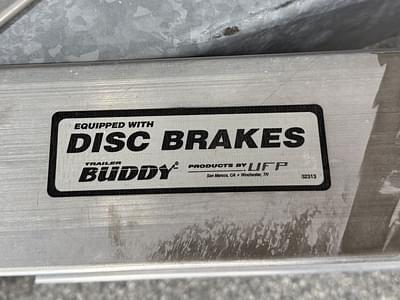 EQUIPPED WITH
DISC BRAKES
TRAILER
BUDDY
PRODUCTS BY UFP
San Marcos, CA • Winchester, TN
32313